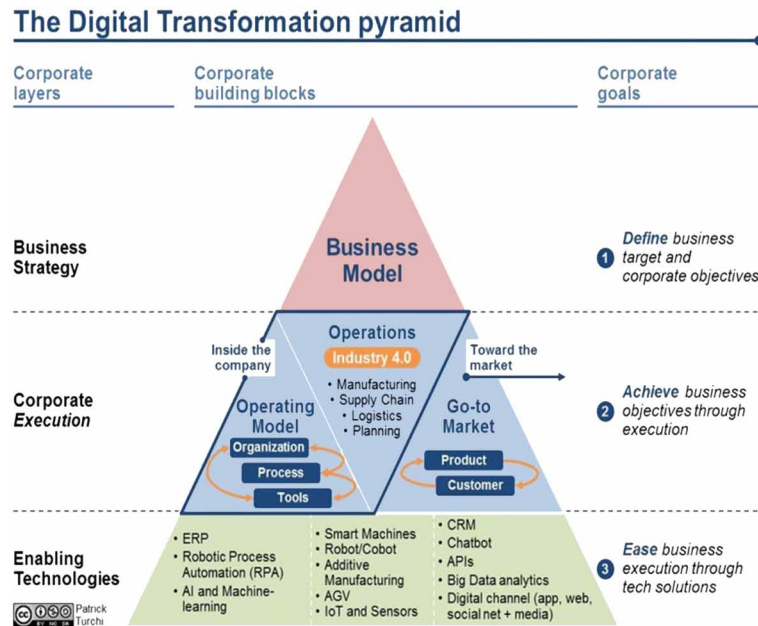 The Digital Transformation pyramid
Corporate
layers
Corporate
building blocks
Corporate
goals
Business
Strategy
Business
Model
1
Define business
target and
corporate objectives
Corporate
Execution
Inside the
company
Operations
Industry 4.0
• Manufacturing
• Supply Chain
• Logistics
• Planning
Toward the
market
Operating
Model
Organization
Process
Tools
Go-to
Market
Product
Customer
2
Achieve business
objectives through
execution
Enabling
Technologies
• ERP
• Robotic Process
Automation (RPA)
• AI and Machine-
learning
• Smart Machines
• Robot/Cobot
• Additive
Manufacturing
• AGV
• IoT and Sensors
• CRM
• Chatbot
• APIs
• Big Data analytics
• Digital channel (app, web,
social net + media)
3
Ease business
execution through
tech solutions
cc
BY NC SA
Patrick
Turchi